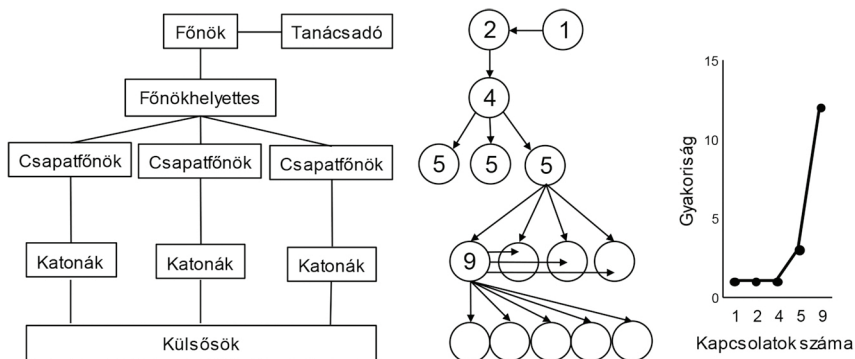 Főnök
Tanácsadó
Főnökhelyettes
Csapatfőnök
Csapatfőnök
Csapatfőnök
Katonák
Katonák
Katonák
Külsősök
2
1
4
5
5
5
9
15
10
5
0
Gyakoriság
1 2 4 5 9
Kapcsolatok száma